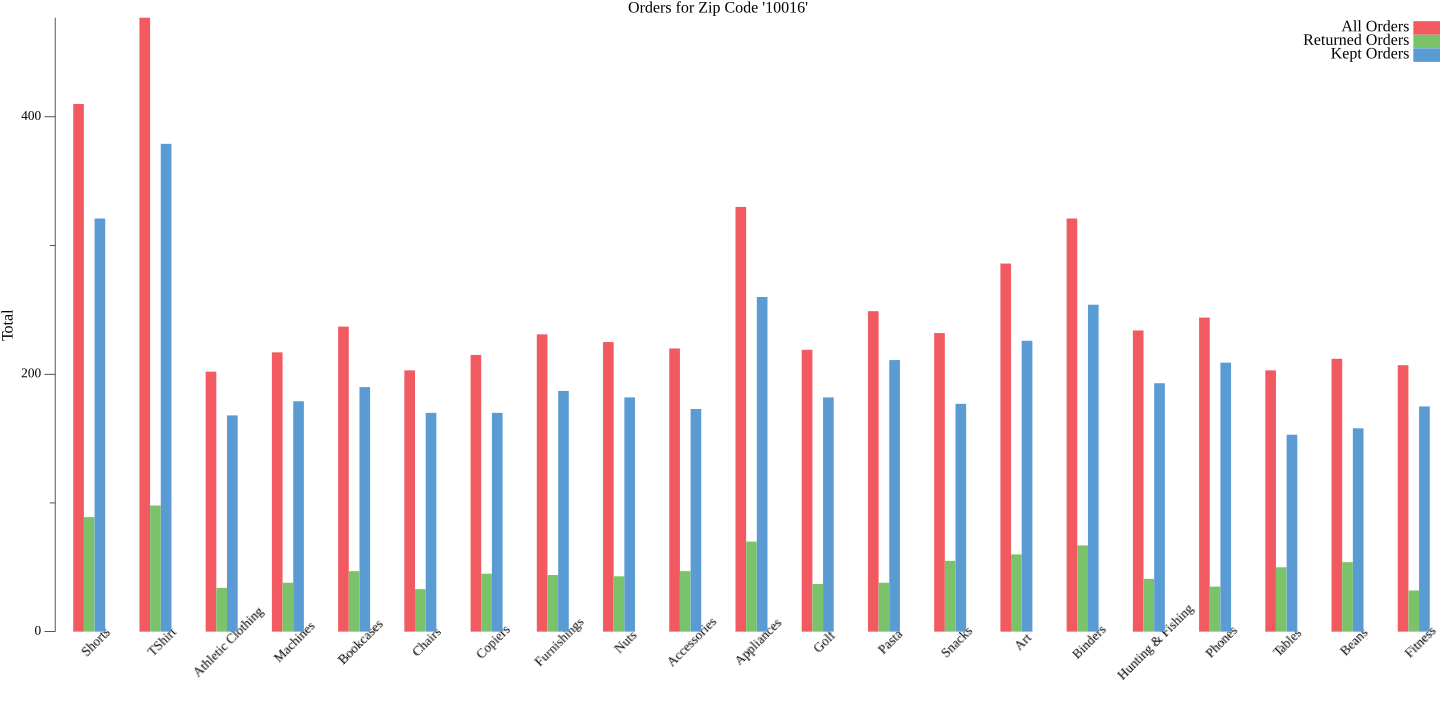 Orders for Zip Code '10016'
All Orders
Returned Orders
Kept Orders
Total
400
200
0
Shorts
TShirt
Athletic Clothing
Machines
Bookcases
Chairs
Copiers
Furnishings
Nuts
Accessories
Appliances
Golf
Pasta
Snacks
Art
Binders
Hunting & Fishing
Phones
Tables
Beans
Fitness